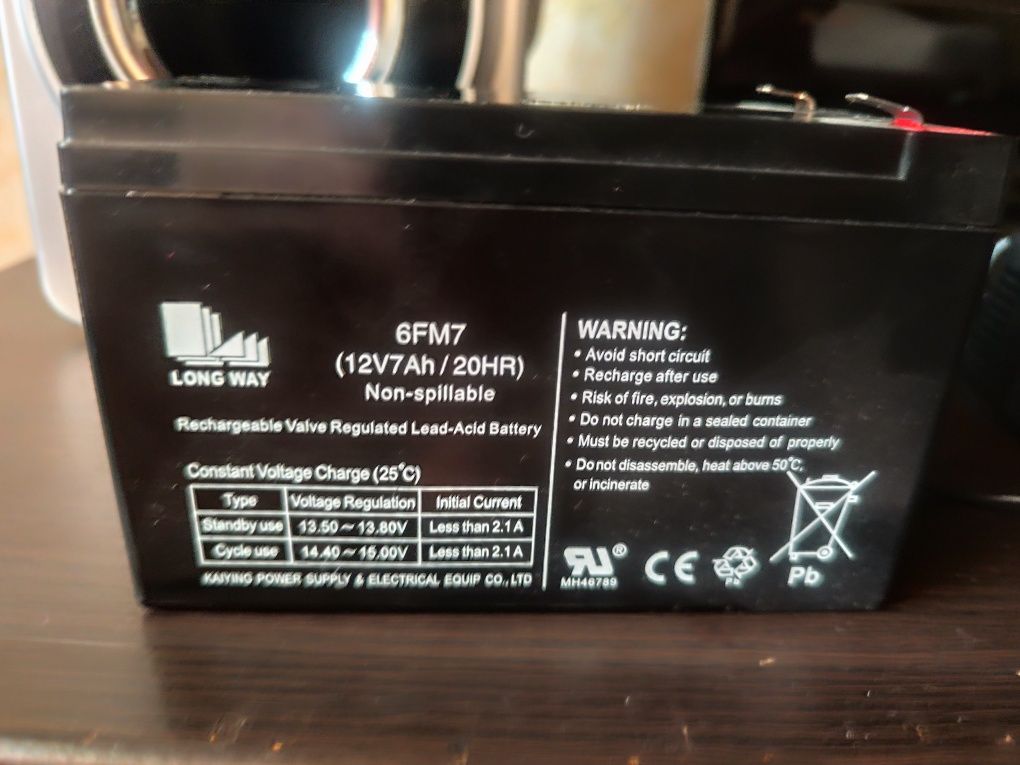 LONG WAY
6FM7
(12V7Ah / 20HR)
Non-spillable
Rechargeable Valve Regulated Lead-Acid Battery
Constant Voltage Charge (25℃)
Type Voltage Regulation Initial Current
Standby use 13.50~13.80V Less than 2.1 A
Cycle use 14.40~15.00V Less than 2.1 A
KAIYING POWER SUPPLY & ELECTRICAL EQUIP CO., LTD
WARNING:
• Avoid short circuit
• Recharge after use
• Risk of fire, explosion, or burns
• Do not charge in a sealed container
• Must be recycled or disposed of properly
• Do not disassemble, heat above 50℃,
or incinerate
RU®
MH46789
CE
Pb
Pb